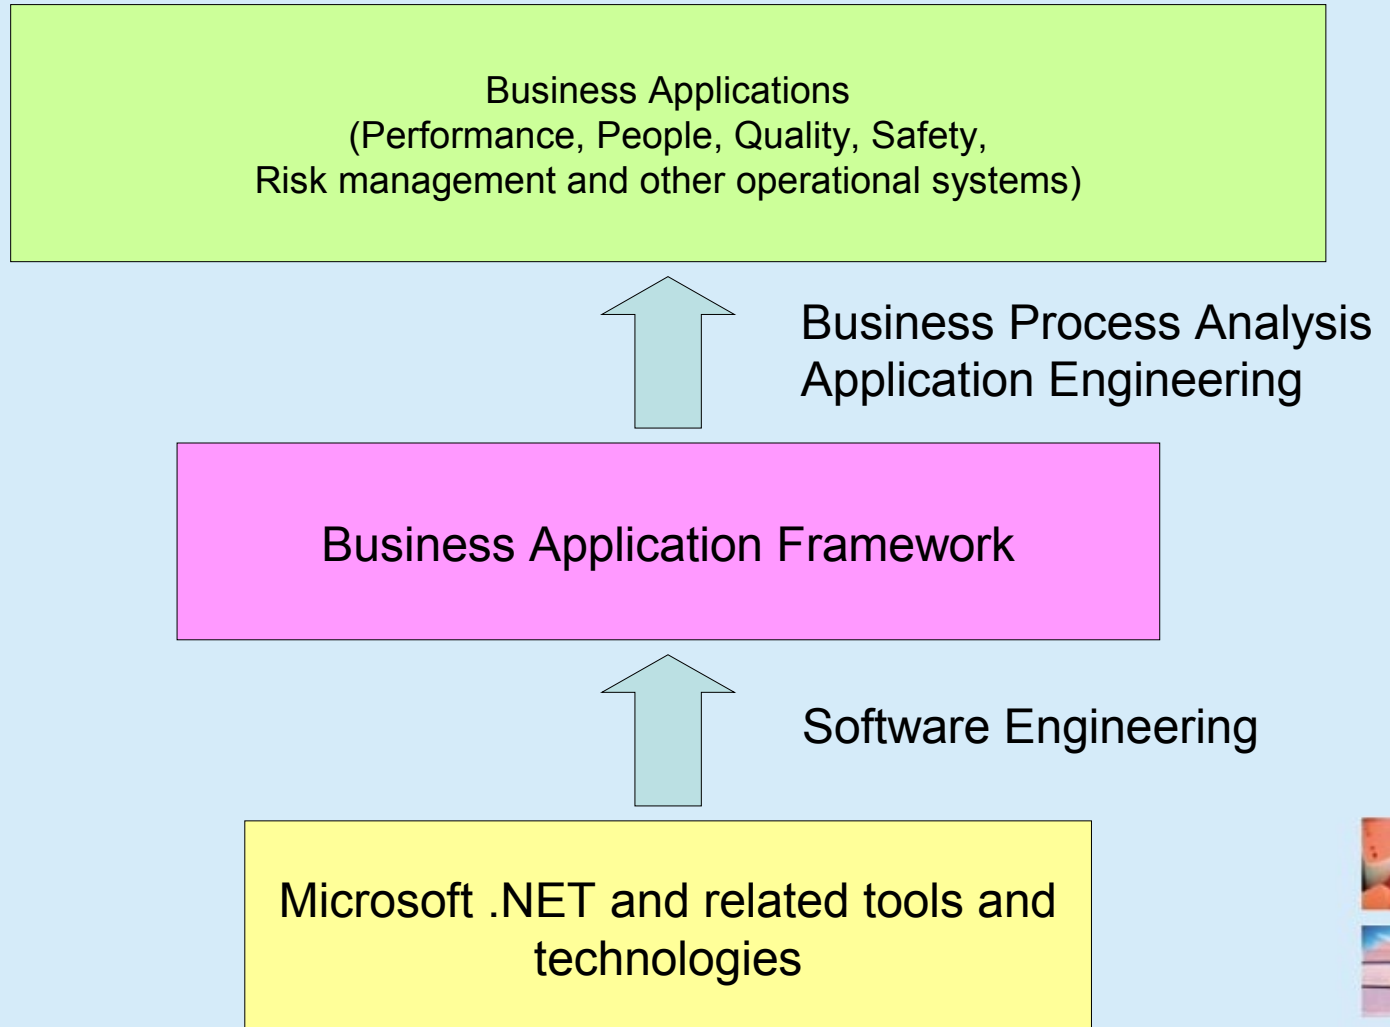 Business Applications
(Performance, People, Quality, Safety,
Risk management and other operational systems)
Business Process Analysis
Application Engineering
Business Application Framework
Software Engineering
Microsoft .NET and related tools and
technologies